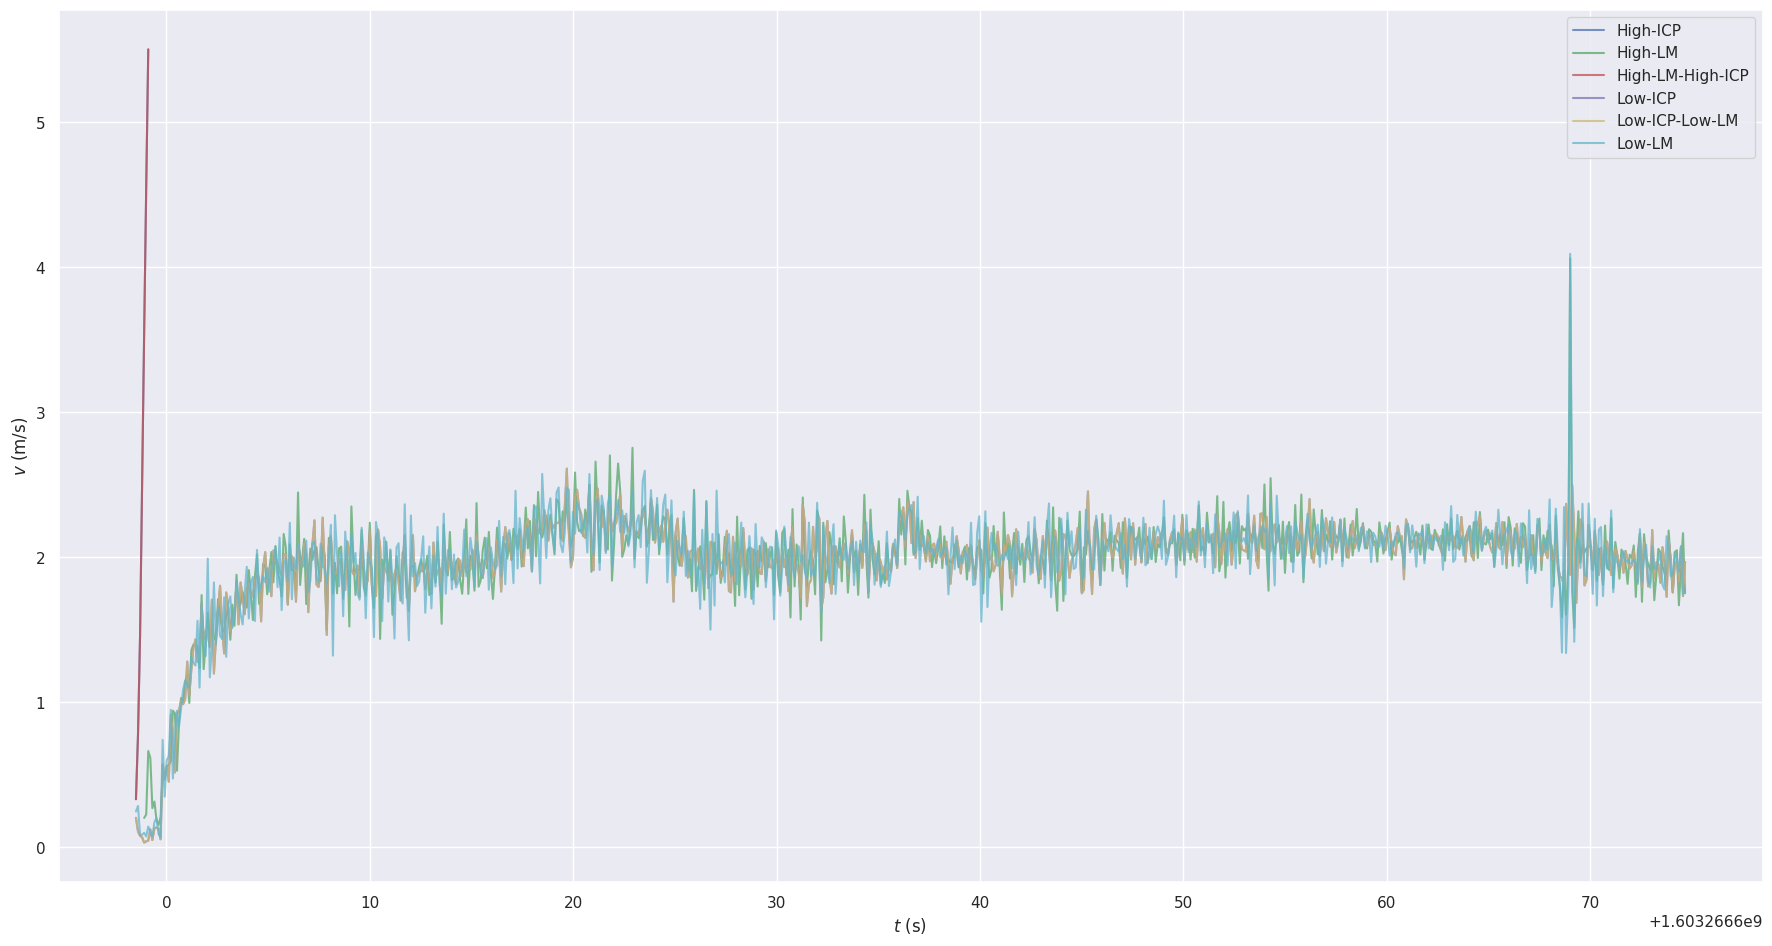 High-ICP
High-LM
High-LM-High-ICP
Low-ICP
Low-ICP-Low-LM
Low-LM
5
4
3
2
1
0
v (m/s)
0 10 20 30 40 50 60 70
t (s)
+1.6032666e9